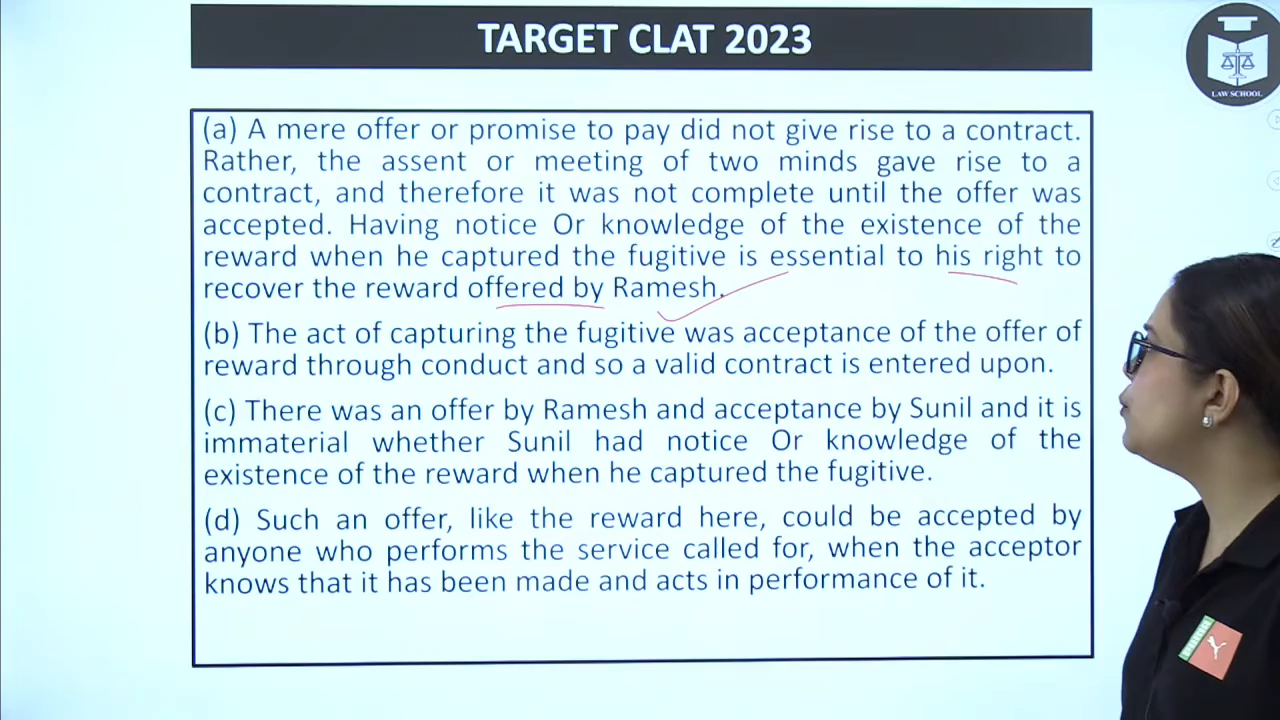 TARGET CLAT 2023
LAW SCHOOL
(a) A mere offer or promise to pay did not give rise to a contract.
Rather, the assent or meeting of two minds gave rise to a
contract, and therefore it was not complete until the offer was
accepted. Having notice Or knowledge of the existence of the
reward when he captured the fugitive is essential to his right to
recover the reward offered by Ramesh.
(b) The act of capturing the fugitive was acceptance of the offer of
reward through conduct and so a valid contract is entered upon.
(c) There was an offer by Ramesh and acceptance by Sunil and it is
immaterial whether Sunil had notice Or knowledge of the
existence of the reward when he captured the fugitive.
(d) Such an offer, like the reward here, could be accepted by
anyone who performs the service called for, when the acceptor
knows that it has been made and acts in performance of it.